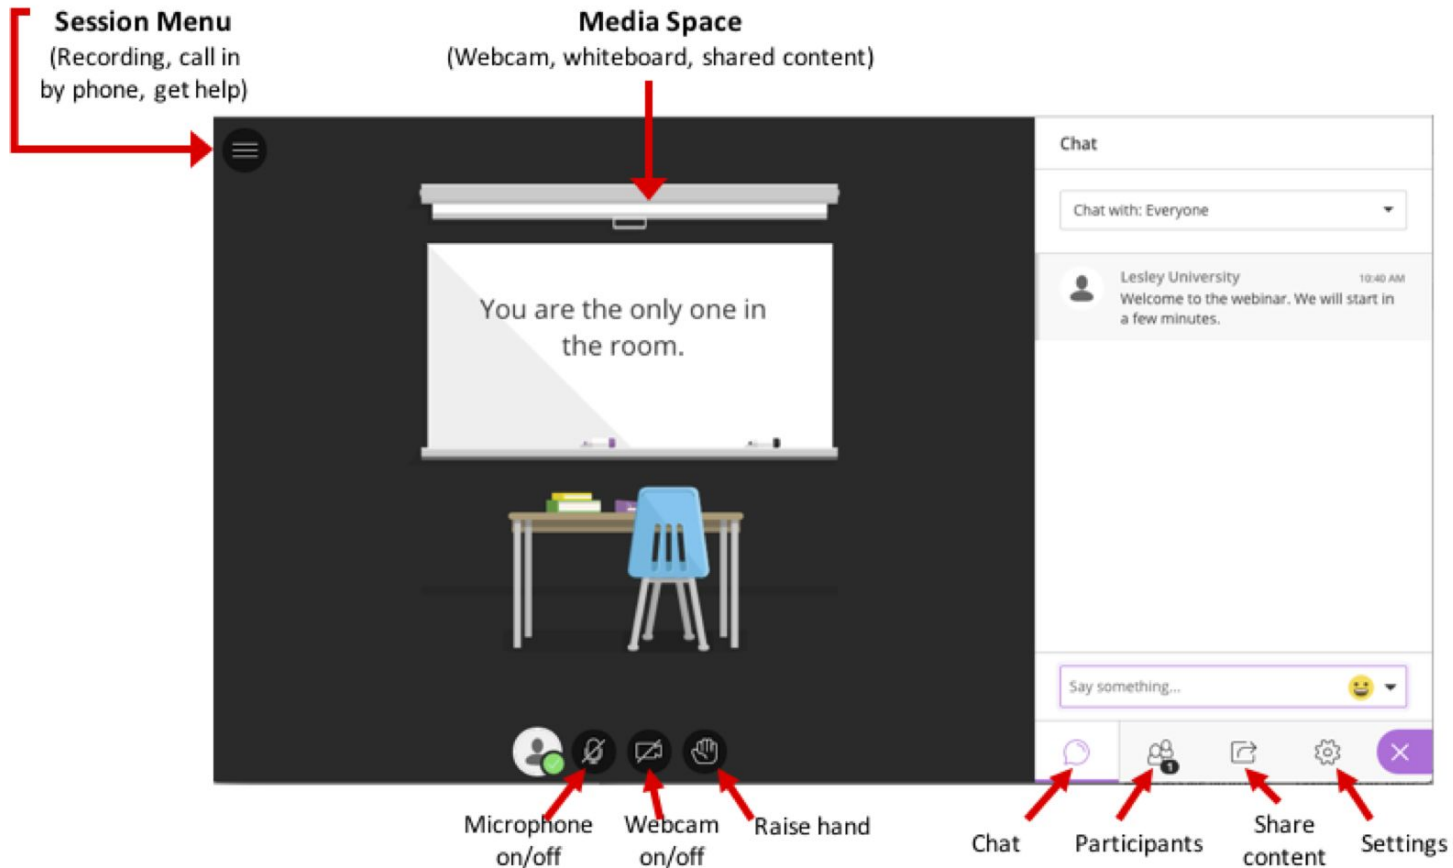 Session Menu
(Recording, call in
by phone, get help)
Media Space
(Webcam, whiteboard, shared content)
Chat
Chat with: Everyone
Lesley University 10:40 AM
Welcome to the webinar. We will start in
a few minutes.
You are the only one in
the room.
Say something...
1
Microphone
on/off
Webcam
on/off
Raise hand
Chat
Participants
Share
content
Settings